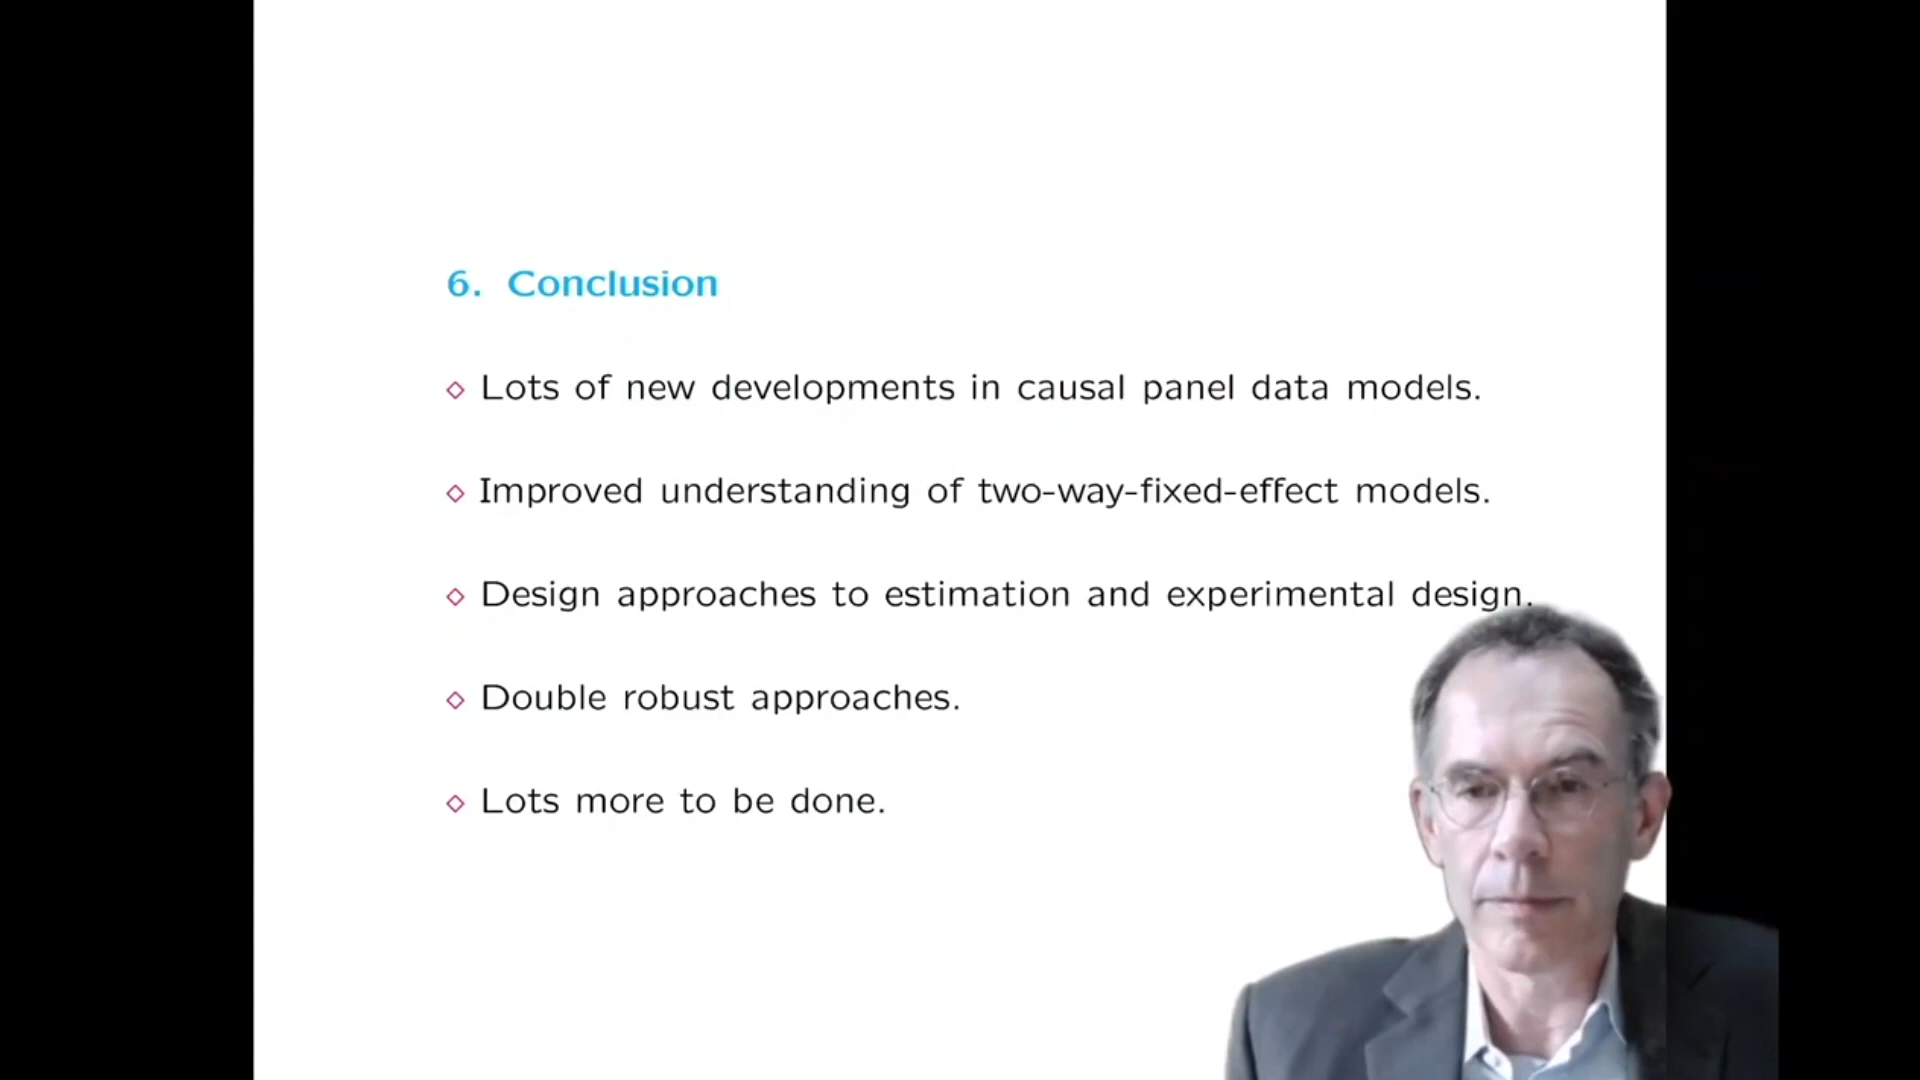 6. Conclusion
⋄ Lots of new developments in causal panel data models.
⋄ Improved understanding of two-way-fixed-effect models.
⋄ Design approaches to estimation and experimental design.
⋄ Double robust approaches.
⋄ Lots more to be done.